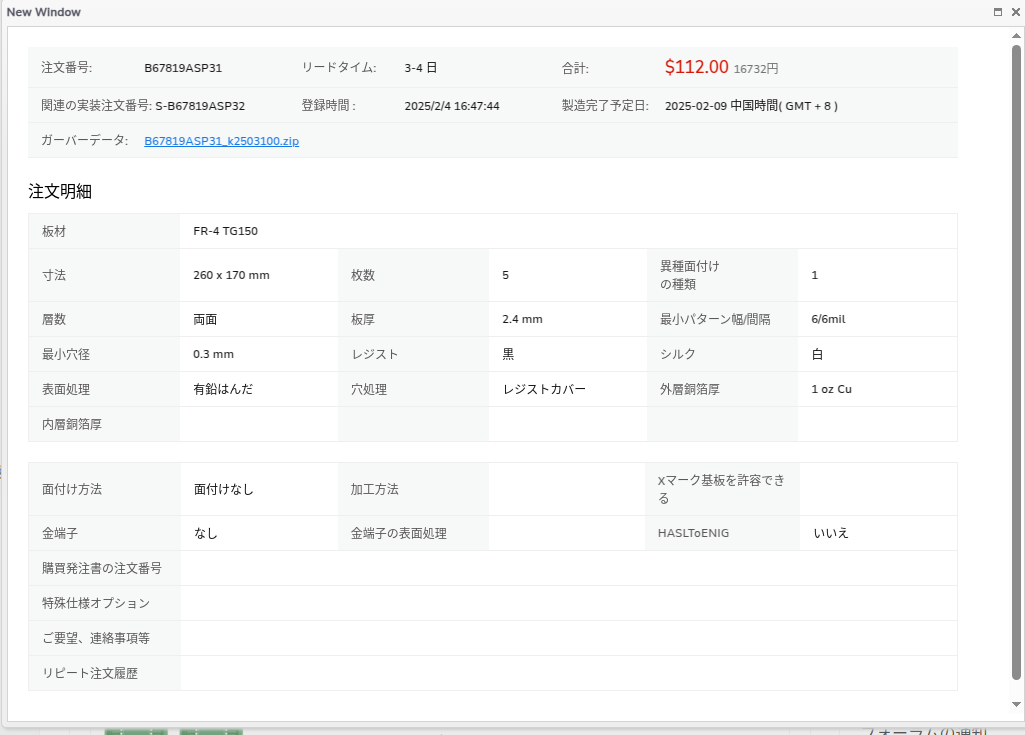 New Window
注文番号: B67819ASP31 リードタイム: 3-4 日 合計: $112.00 16732円
関連の実装注文番号: S-B67819ASP32 登録時間 : 2025/2/4 16:47:44 製造完了予定日: 2025-02-09 中国時間( GMT + 8 )
ガーバーデータ: B67819ASP31_k2503100.zip
注文明細
板材 FR-4 TG150
寸法 260 x 170 mm 枚数 5 異種面付け
の種類 1
層数 両面 板厚 2.4 mm 最小パターン幅/間隔 6/6mil
最小穴径 0.3 mm レジスト 黒 シルク 白
表面処理 有鉛はんだ 穴処理 レジストカバー 外層銅箔厚 1 oz Cu
内層銅箔厚
面付け方法 面付けなし 加工方法 Xマーク基板を許容でき
る
金端子 なし 金端子の表面処理 HASLToENIG いいえ
購買発注書の注文番号
特殊仕様オプション
ご要望、連絡事項等
リピート注文履歴